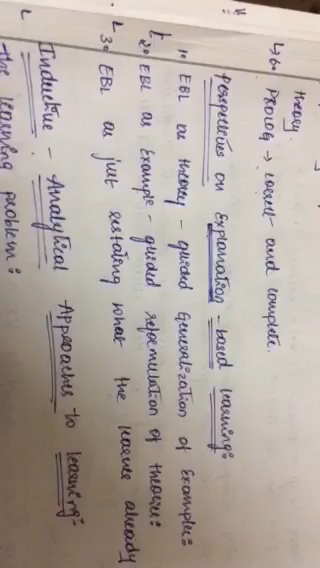 theory.
↳6. PROLOG → correct and complete.
Perspectives on Explanation-based learning:
1. EBL as theory-guided Generalization of Examples:
2. EBL as Example-guided reformulation of theories:
3. EBL as just restating what the learner already
Inductive - Analytical Approaches to learning:-
the learning problem: